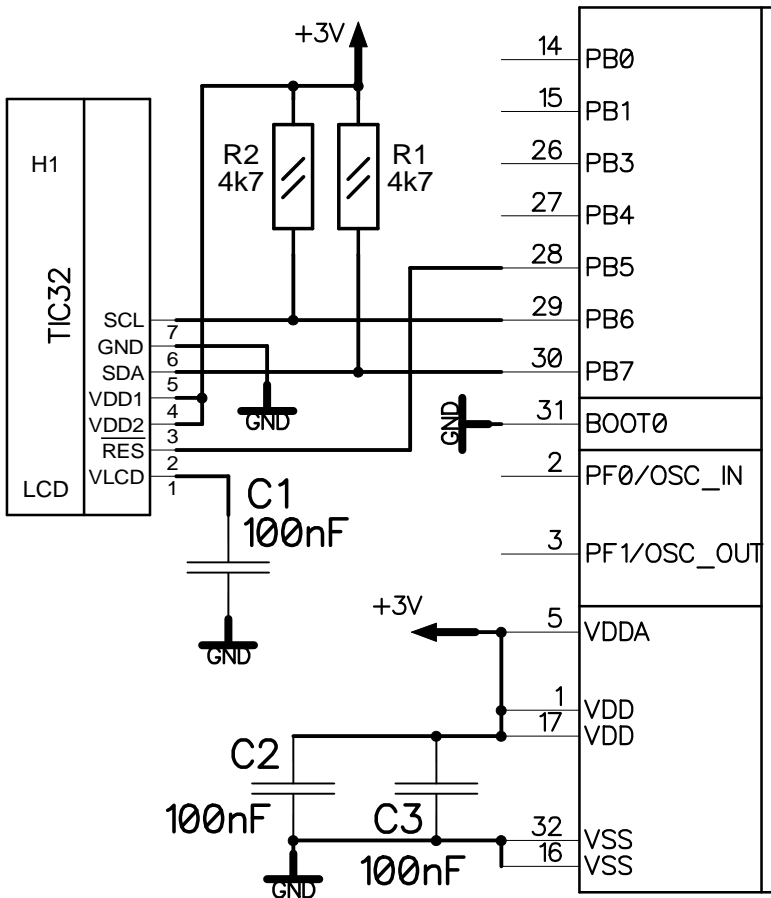 +3V
H1
TIC32
LCD
SCL
7
GND
6
SDA
5
VDD1
4
VDD2
3
RES
2
VLCD
1
R2
4k7
R1
4k7
GND
C1
100nF
GND
14
PB0
15
PB1
26
PB3
27
PB4
28
PB5
29
PB6
30
PB7
GND
31
BOOT0
2
PF0/OSC_IN
3
PF1/OSC_OUT
+3V
5
VDDA
1
VDD
17
VDD
C2
100nF
C3
100nF
GND
32
VSS
16
VSS